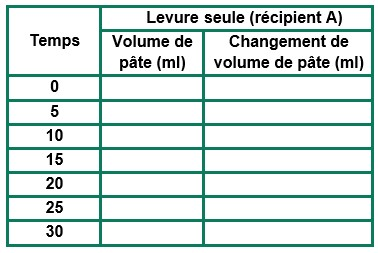 Temps
Levure seule (récipient A)
Volume de
pâte (ml)
Changement de
volume de pâte (ml)
0
5
10
15
20
25
30